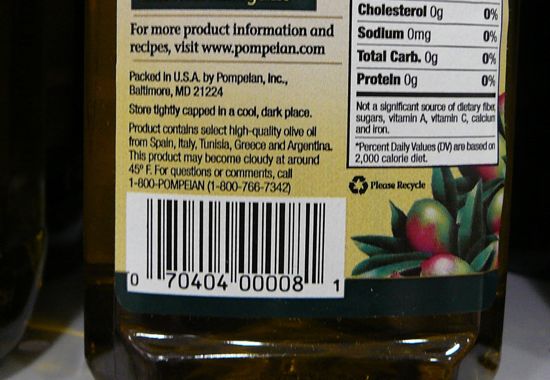 For more product information and
recipes, visit www.pompeian.com
Packed in U.S.A. by Pompeian, Inc.,
Baltimore, MD 21224
Store tightly capped in a cool, dark place.
Product contains select high-quality olive oil
from Spain, Italy, Tunisia, Greece and Argentina.
This product may become cloudy at around
45° F. For questions or comments, call
1-800-POMPEIAN (1-800-766-7342)
0 70404 00008 1
Cholesterol 0g 0%
Sodium 0mg 0%
Total Carb. 0g 0%
Protein 0g 0%
Not a significant source of dietary fiber,
sugars, vitamin A, vitamin C, calcium
and iron.
*Percent Daily Values (DV) are based on
2,000 calorie diet.
Please Recycle